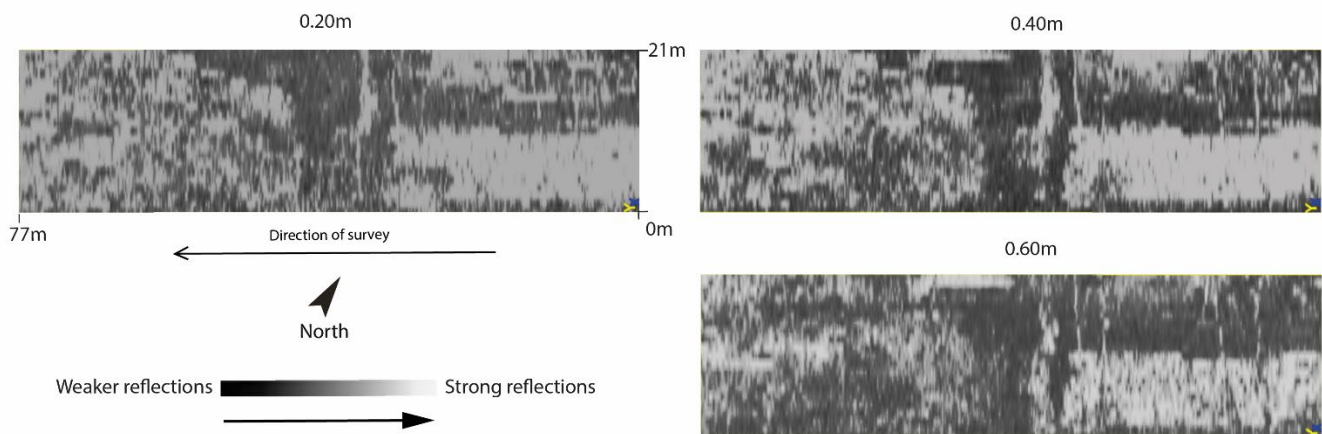 0.20m
0.40m
21m
77m
0m
Direction of survey
0.60m
North
Weaker reflections
Strong reflections
Y
Y
Y